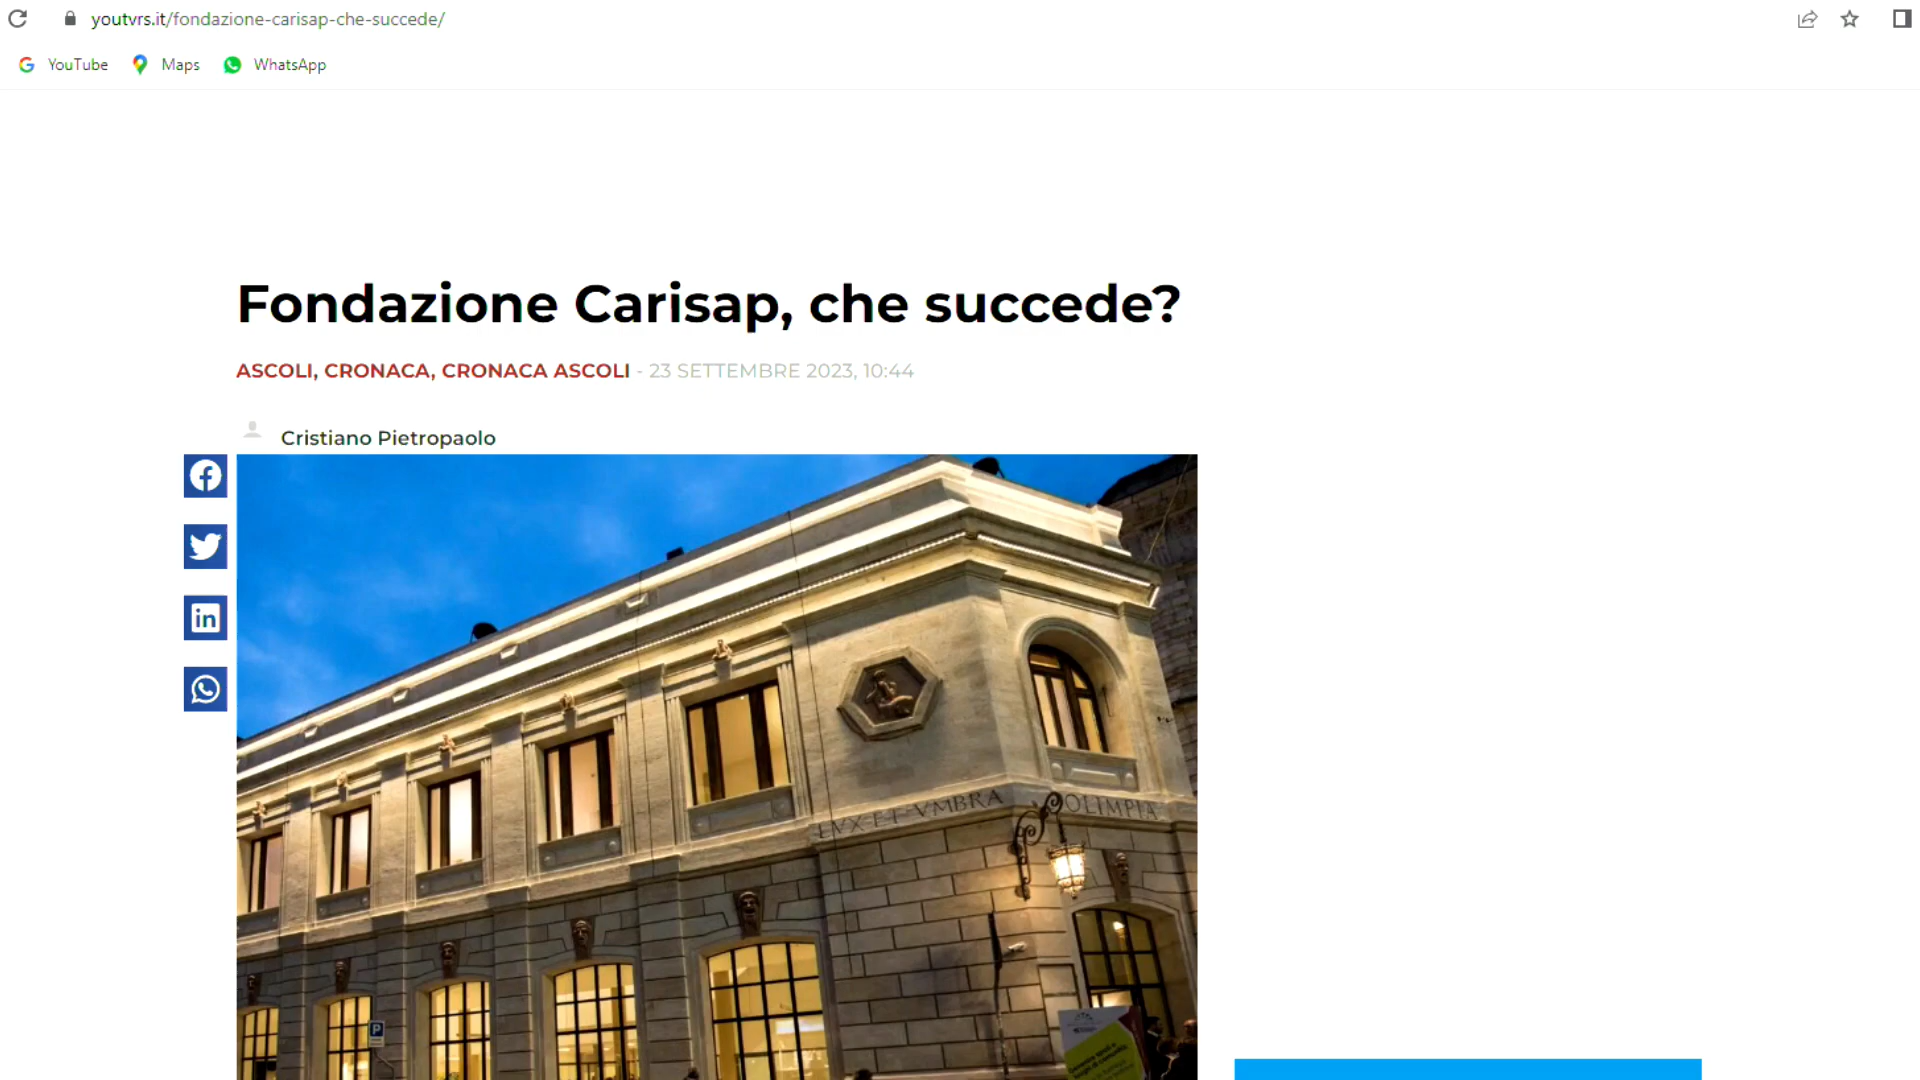 youtvrs.it/fondazione-carisap-che-succede/
YouTube Maps WhatsApp
Fondazione Carisap, che succede?
ASCOLI, CRONACA, CRONACA ASCOLI - 23 SETTEMBRE 2023, 10:44
Cristiano Pietropaolo
LVX ET VMBRA OLIMPIA
P